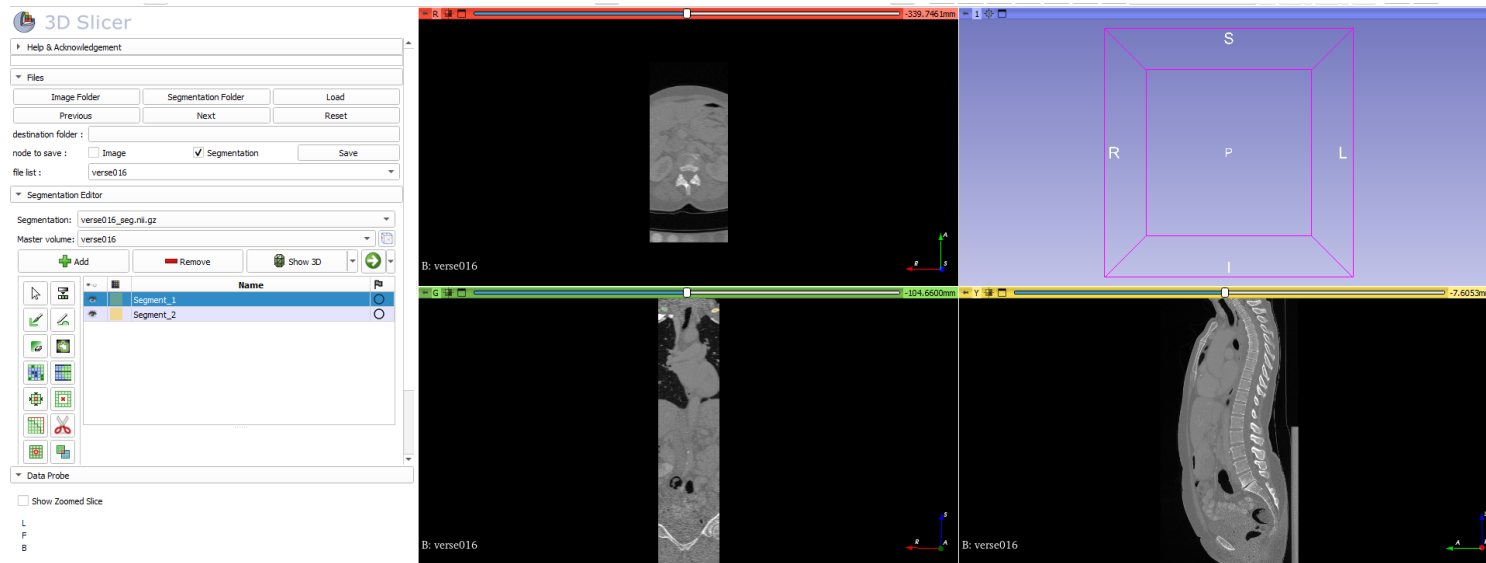 3D Slicer
Help & Acknowledgement
Files
Image Folder Segmentation Folder Load
Previous Next Reset
destination folder :
node to save : Image Segmentation Save
file list : verse016
Segmentation Editor
Segmentation: verse016_seg.nii.gz
Master volume: verse016
Add Remove Show 3D
Name
Segment_1
Segment_2
Data Probe
Show Zoomed Slice
L
F
B
R -339.7461mm
A
R S
B: verse016
1
S
R P L
I
G -104.6600mm
S
R A
B: verse016
Y -7.6053m
S
A
B: verse016